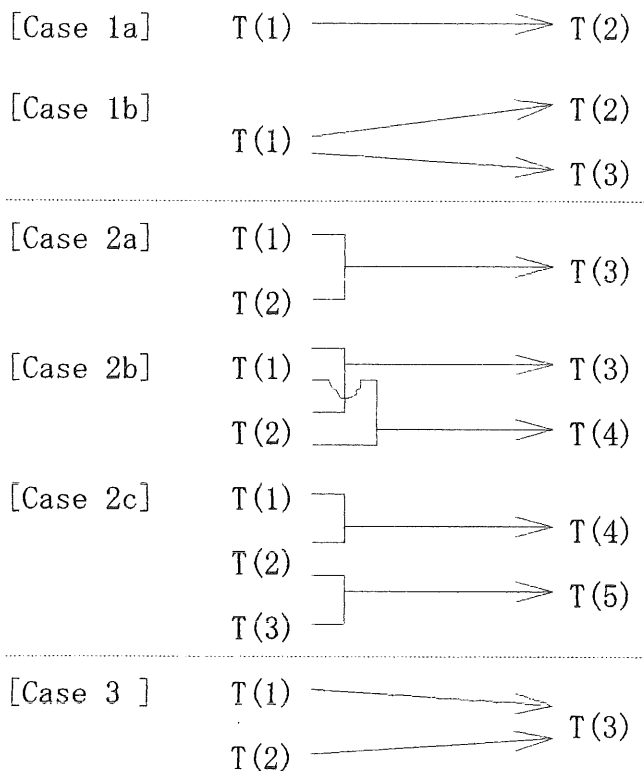 [Case 1a] T(1) T(2)
[Case 1b] T(2)
T(1)
T(3)
[Case 2a] T(1)
T(3)
T(2)
[Case 2b] T(1) T(3)
T(2) T(4)
[Case 2c] T(1)
T(4)
T(2)
T(5)
T(3)
[Case 3 ] T(1)
T(3)
T(2)